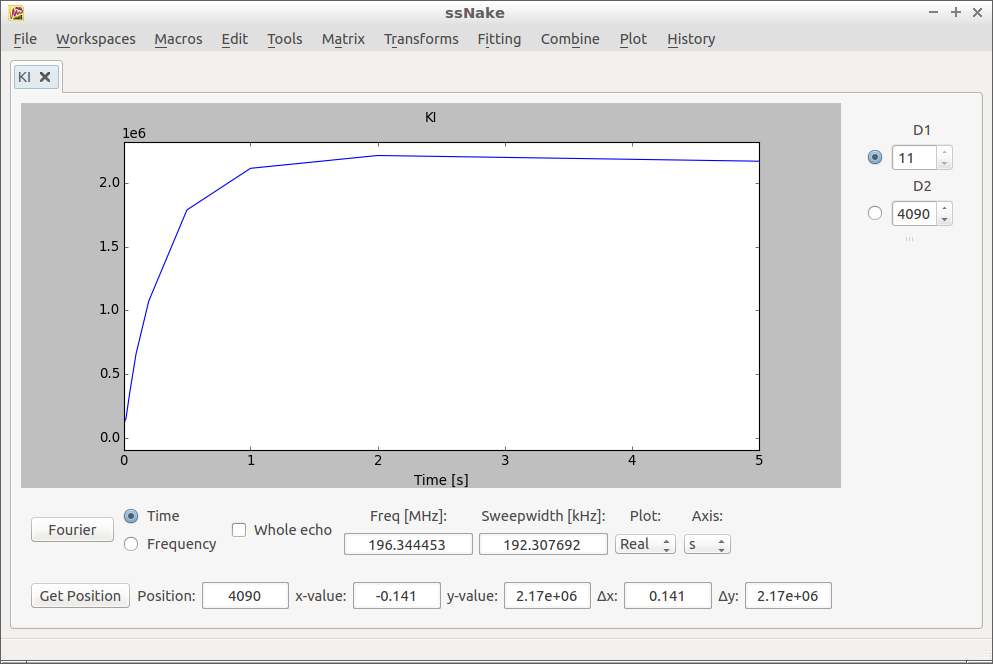 ssNake
File Workspaces Macros Edit Tools Matrix Transforms Fitting Combine Plot History
KI
KI
1e6
2.0
1.5
1.0
0.5
0.0
0 1 2 3 4 5
Time [s]
D1
11
D2
4090
Fourier
Time
Frequency
Whole echo
Freq [MHz]: Sweepwidth [kHz]: Plot: Axis:
196.344453 192.307692 Real s
Get Position Position: 4090 x-value: -0.141 y-value: 2.17e+06 Δx: 0.141 Δy: 2.17e+06